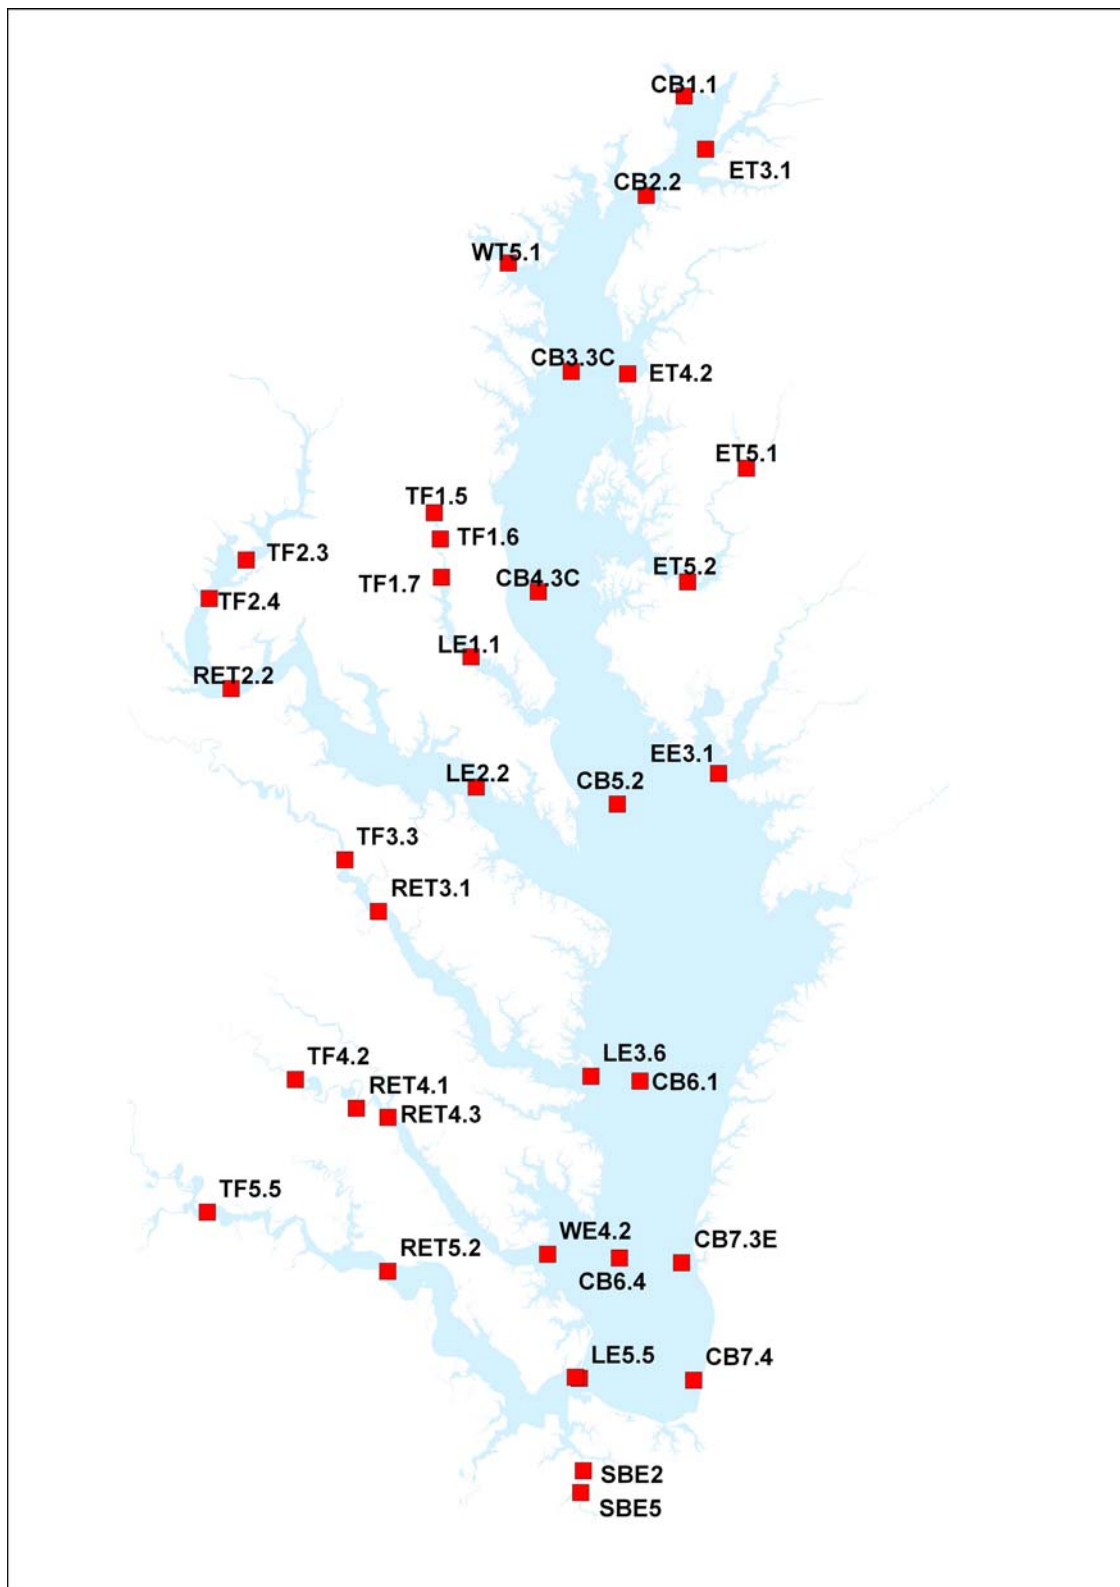 CB1.1
ET3.1
CB2.2
WT5.1
CB3.3C
ET4.2
ET5.1
TF1.5
TF1.6
TF2.3
TF1.7
CB4.3C
ET5.2
TF2.4
LE1.1
RET2.2
EE3.1
LE2.2
CB5.2
TF3.3
RET3.1
LE3.6
TF4.2
CB6.1
RET4.1
RET4.3
TF5.5
WE4.2
CB7.3E
RET5.2
CB6.4
LE5.5
CB7.4
SBE2
SBE5